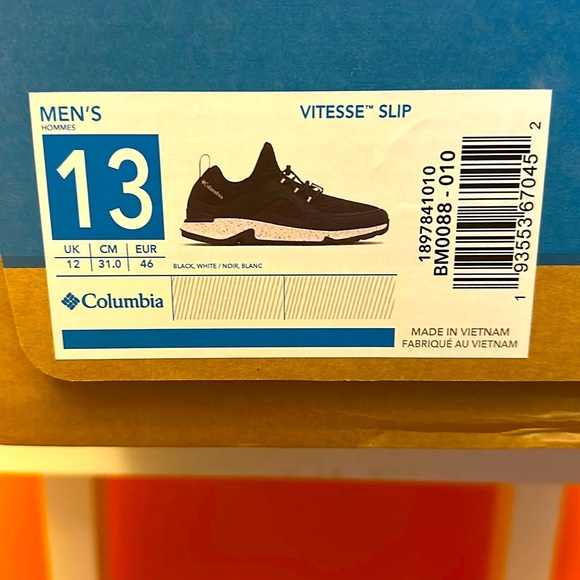 MEN'S
HOMMES
VITESSE™ SLIP
13
UK CM EUR
12 31.0 46
Columbia
BLACK, WHITE / NOIR, BLANC
Columbia
1897841010
BM0088 - 010
1 93553 67045 2
MADE IN VIETNAM
FABRIQUÉ AU VIETNAM